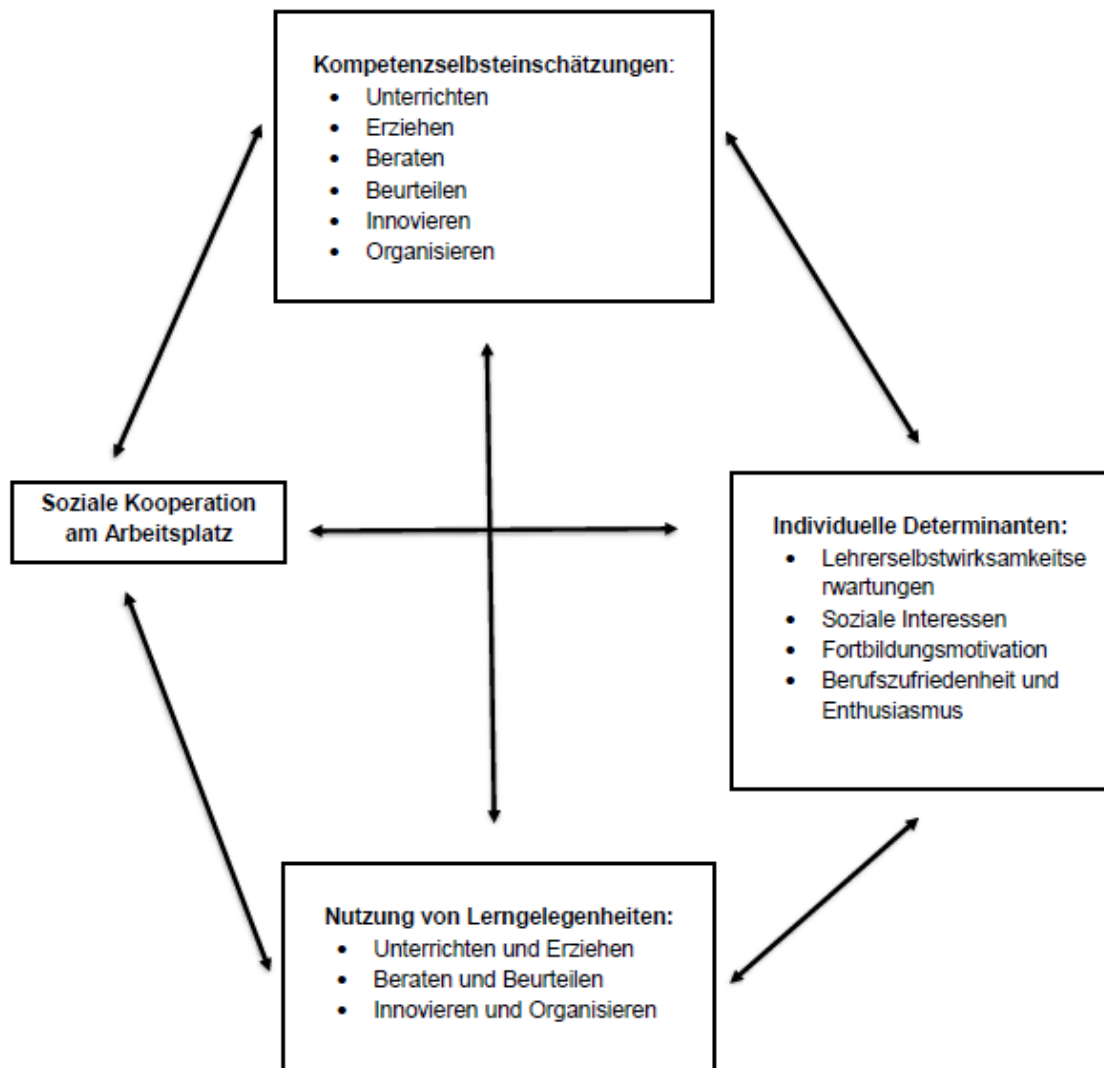 Kompetenzselbsteinschätzungen:
• Unterrichten
• Erziehen
• Beraten
• Beurteilen
• Innovieren
• Organisieren
Soziale Kooperation
am Arbeitsplatz
Individuelle Determinanten:
• Lehrerselbstwirksamkeitse
rwartungen
• Soziale Interessen
• Fortbildungsmotivation
• Berufszufriedenheit und
Enthusiasmus
Nutzung von Lerngelegenheiten:
• Unterrichten und Erziehen
• Beraten und Beurteilen
• Innovieren und Organisieren